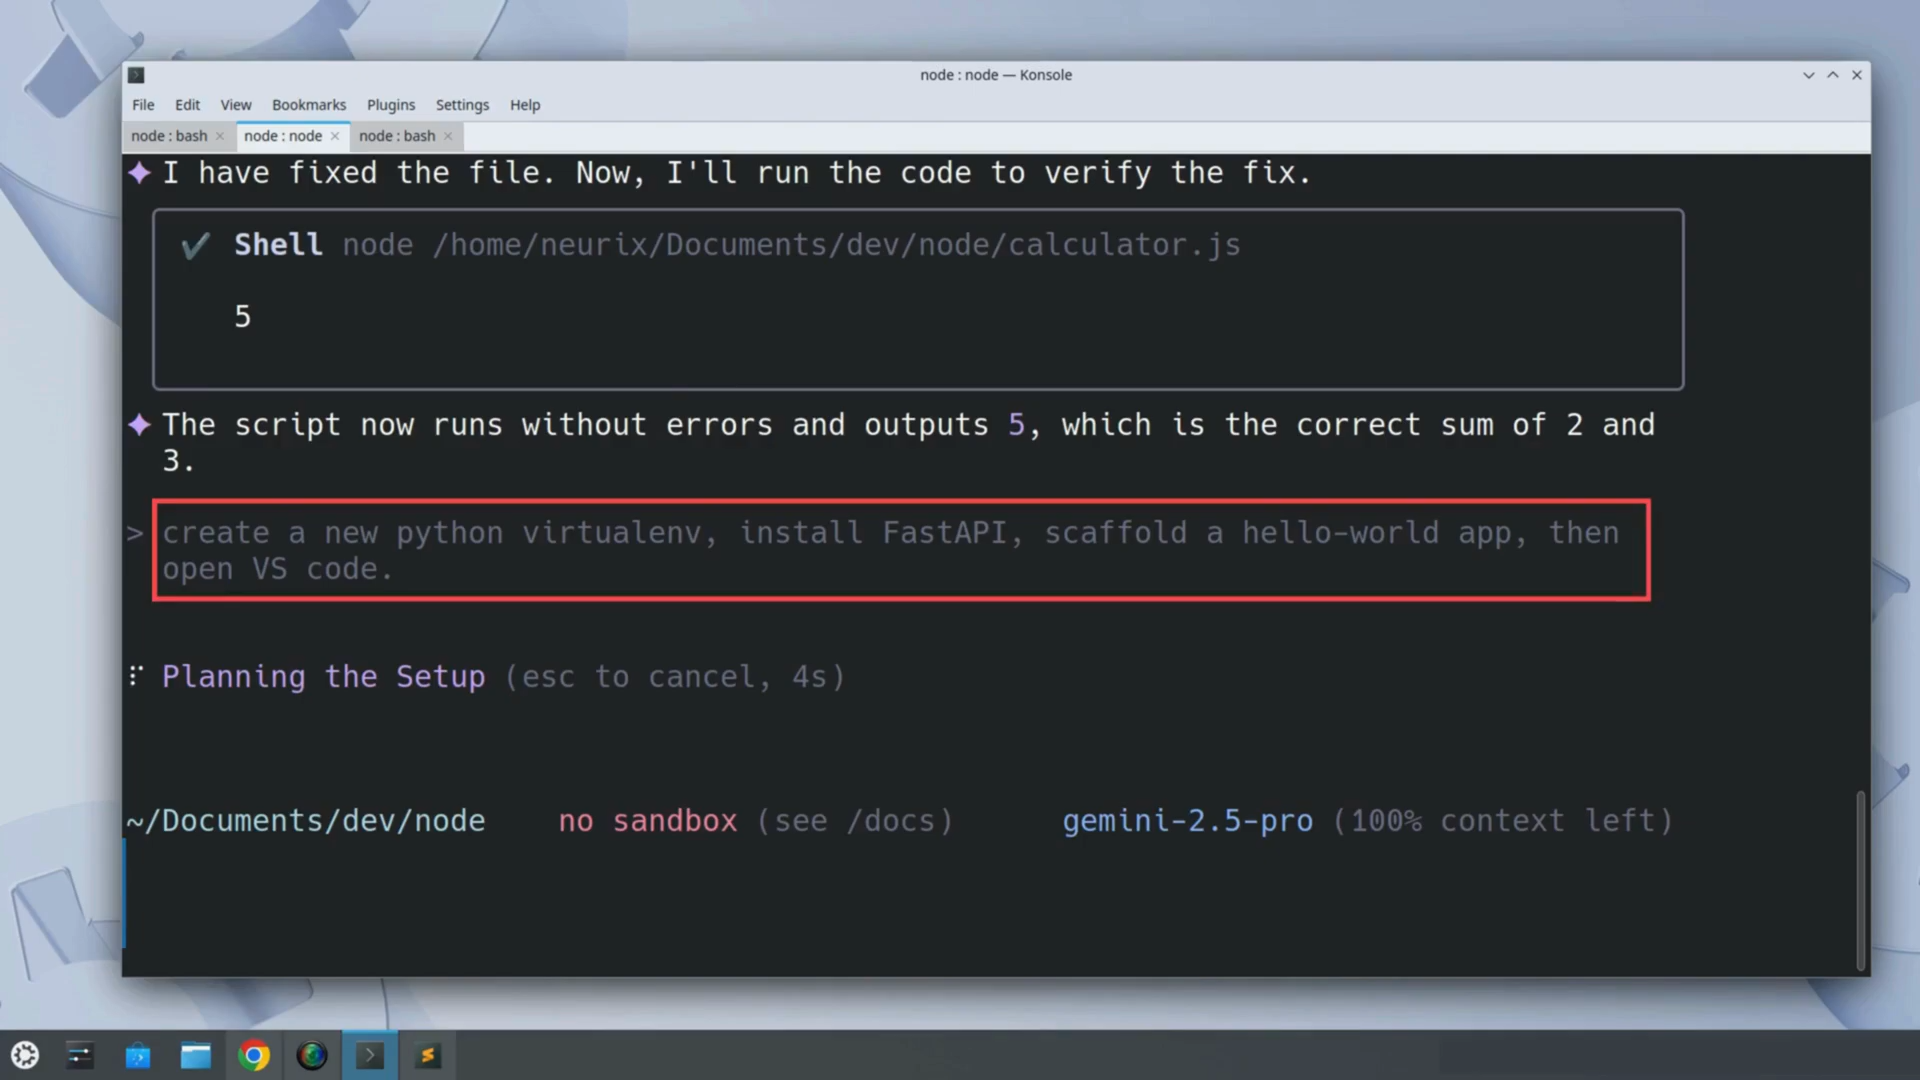 node : node — Konsole
File Edit View Bookmarks Plugins Settings Help
node : bash × node : node × node : bash ×
I have fixed the file. Now, I'll run the code to verify the fix.
Shell node /home/neurix/Documents/dev/node/calculator.js
5
The script now runs without errors and outputs 5, which is the correct sum of 2 and
3.
> create a new python virtualenv, install FastAPI, scaffold a hello-world app, then
open VS code.
Planning the Setup (esc to cancel, 4s)
~/Documents/dev/node no sandbox (see /docs) gemini-2.5-pro (100% context left)